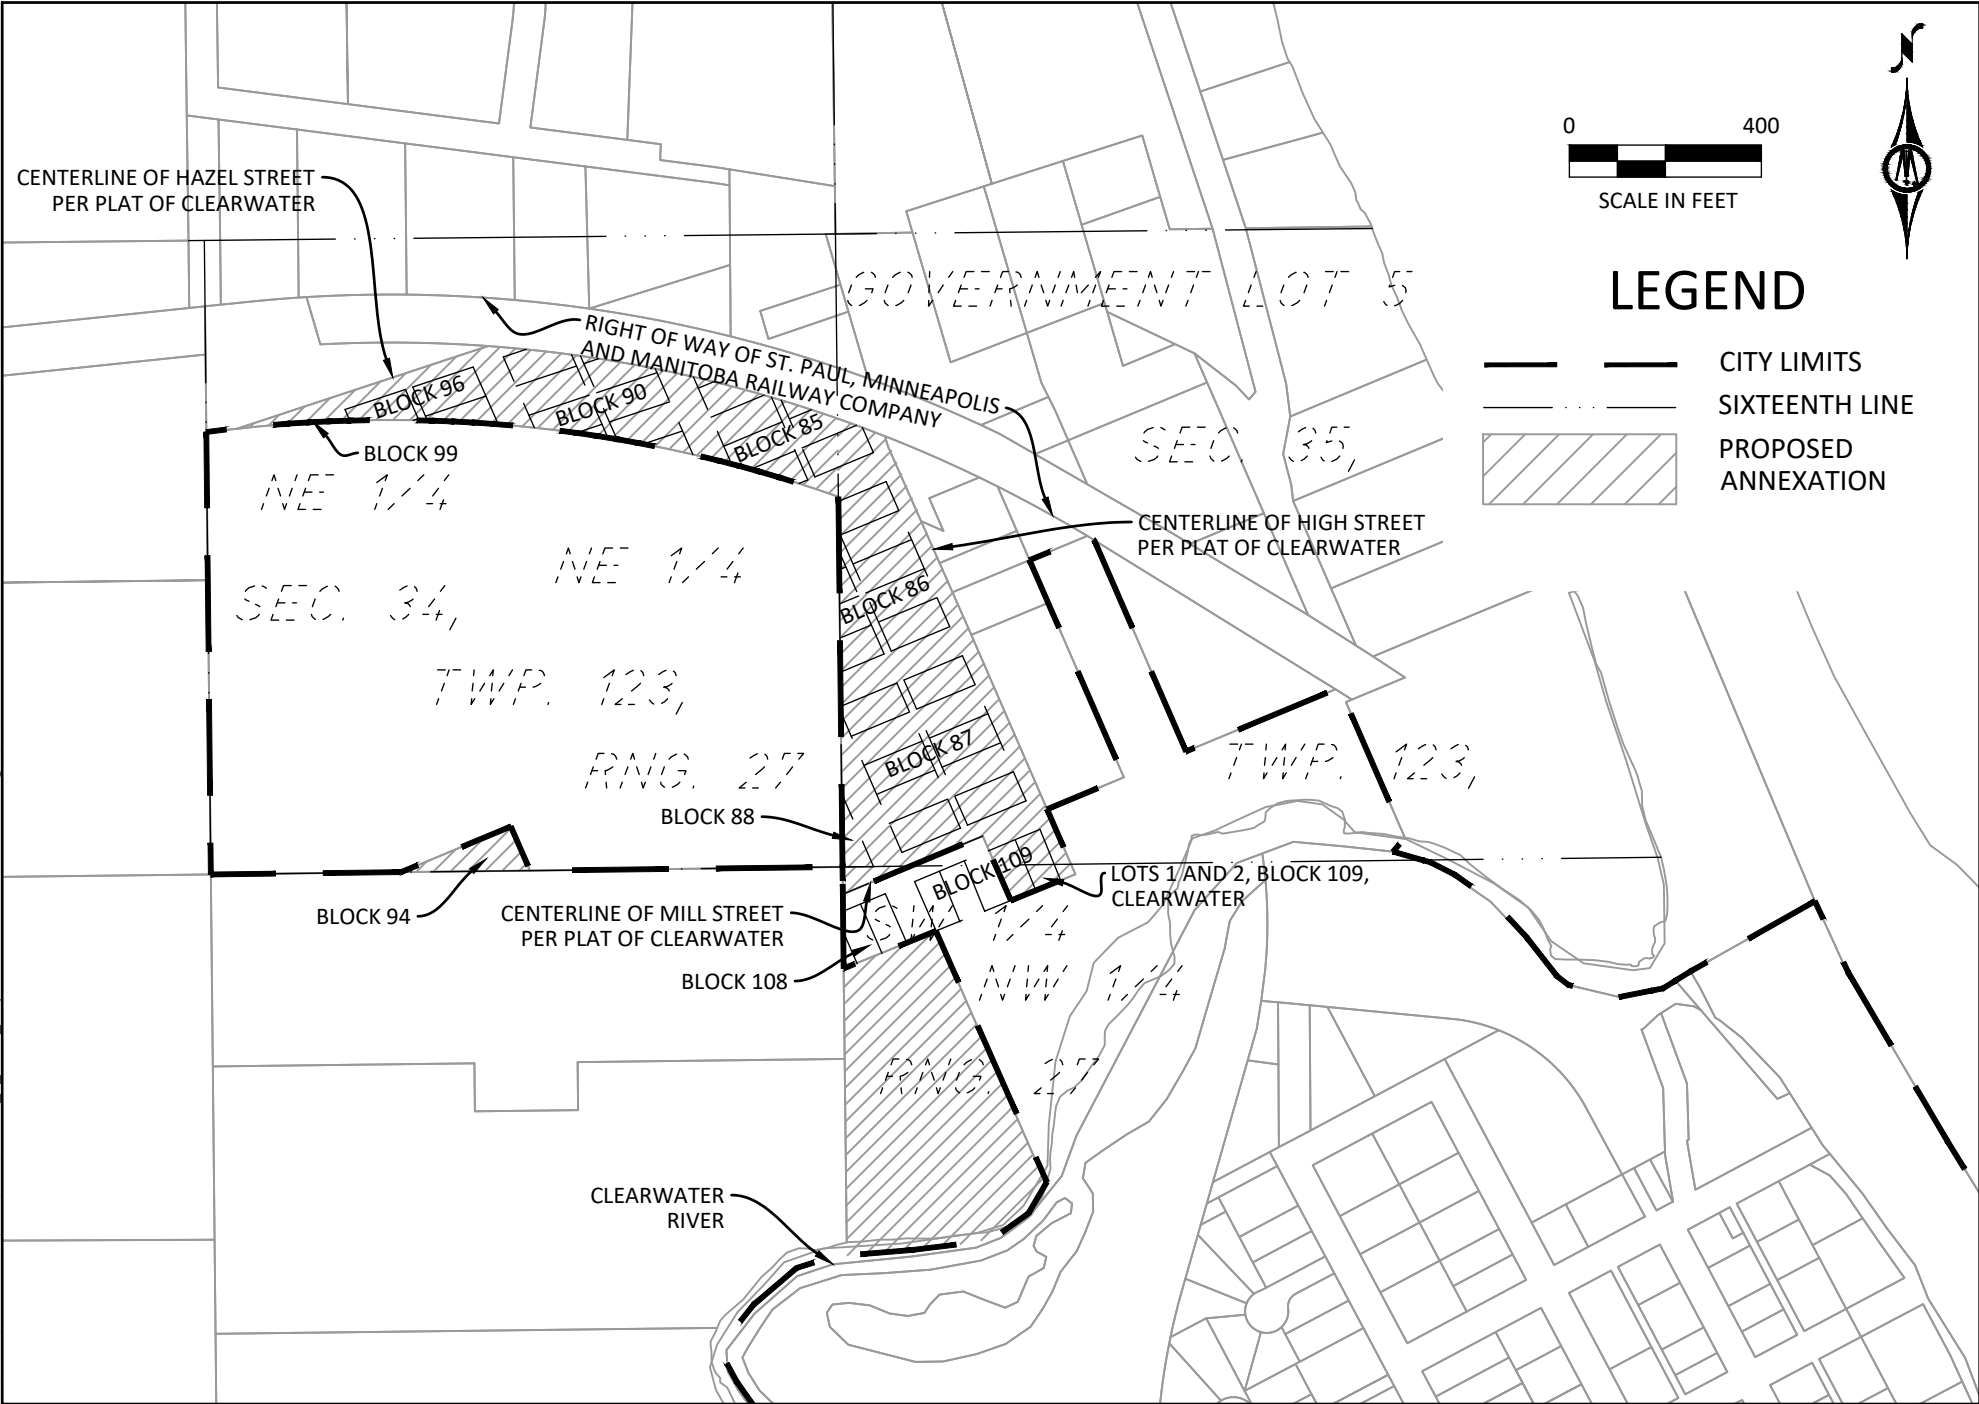 N
0 400
SCALE IN FEET
CENTERLINE OF HAZEL STREET
PER PLAT OF CLEARWATER
GOVERNMENT LOT 5
LEGEND
CITY LIMITS
SIXTEENTH LINE
PROPOSED
ANNEXATION
RIGHT OF WAY OF ST. PAUL, MINNEAPOLIS
AND MANITOBA RAILWAY COMPANY
BLOCK 96
BLOCK 90
BLOCK 85
BLOCK 99
SEC. 35,
NE 1/4
NE 1/4
SEC. 34,
TWP. 123,
RNG. 27
CENTERLINE OF HIGH STREET
PER PLAT OF CLEARWATER
BLOCK 86
BLOCK 87
TWP. 123,
BLOCK 88
BLOCK 109
LOTS 1 AND 2, BLOCK 109,
CLEARWATER
BLOCK 94
CENTERLINE OF MILL STREET
PER PLAT OF CLEARWATER
SW 1/4
NW 1/4
BLOCK 108
RNG. 27
CLEARWATER
RIVER